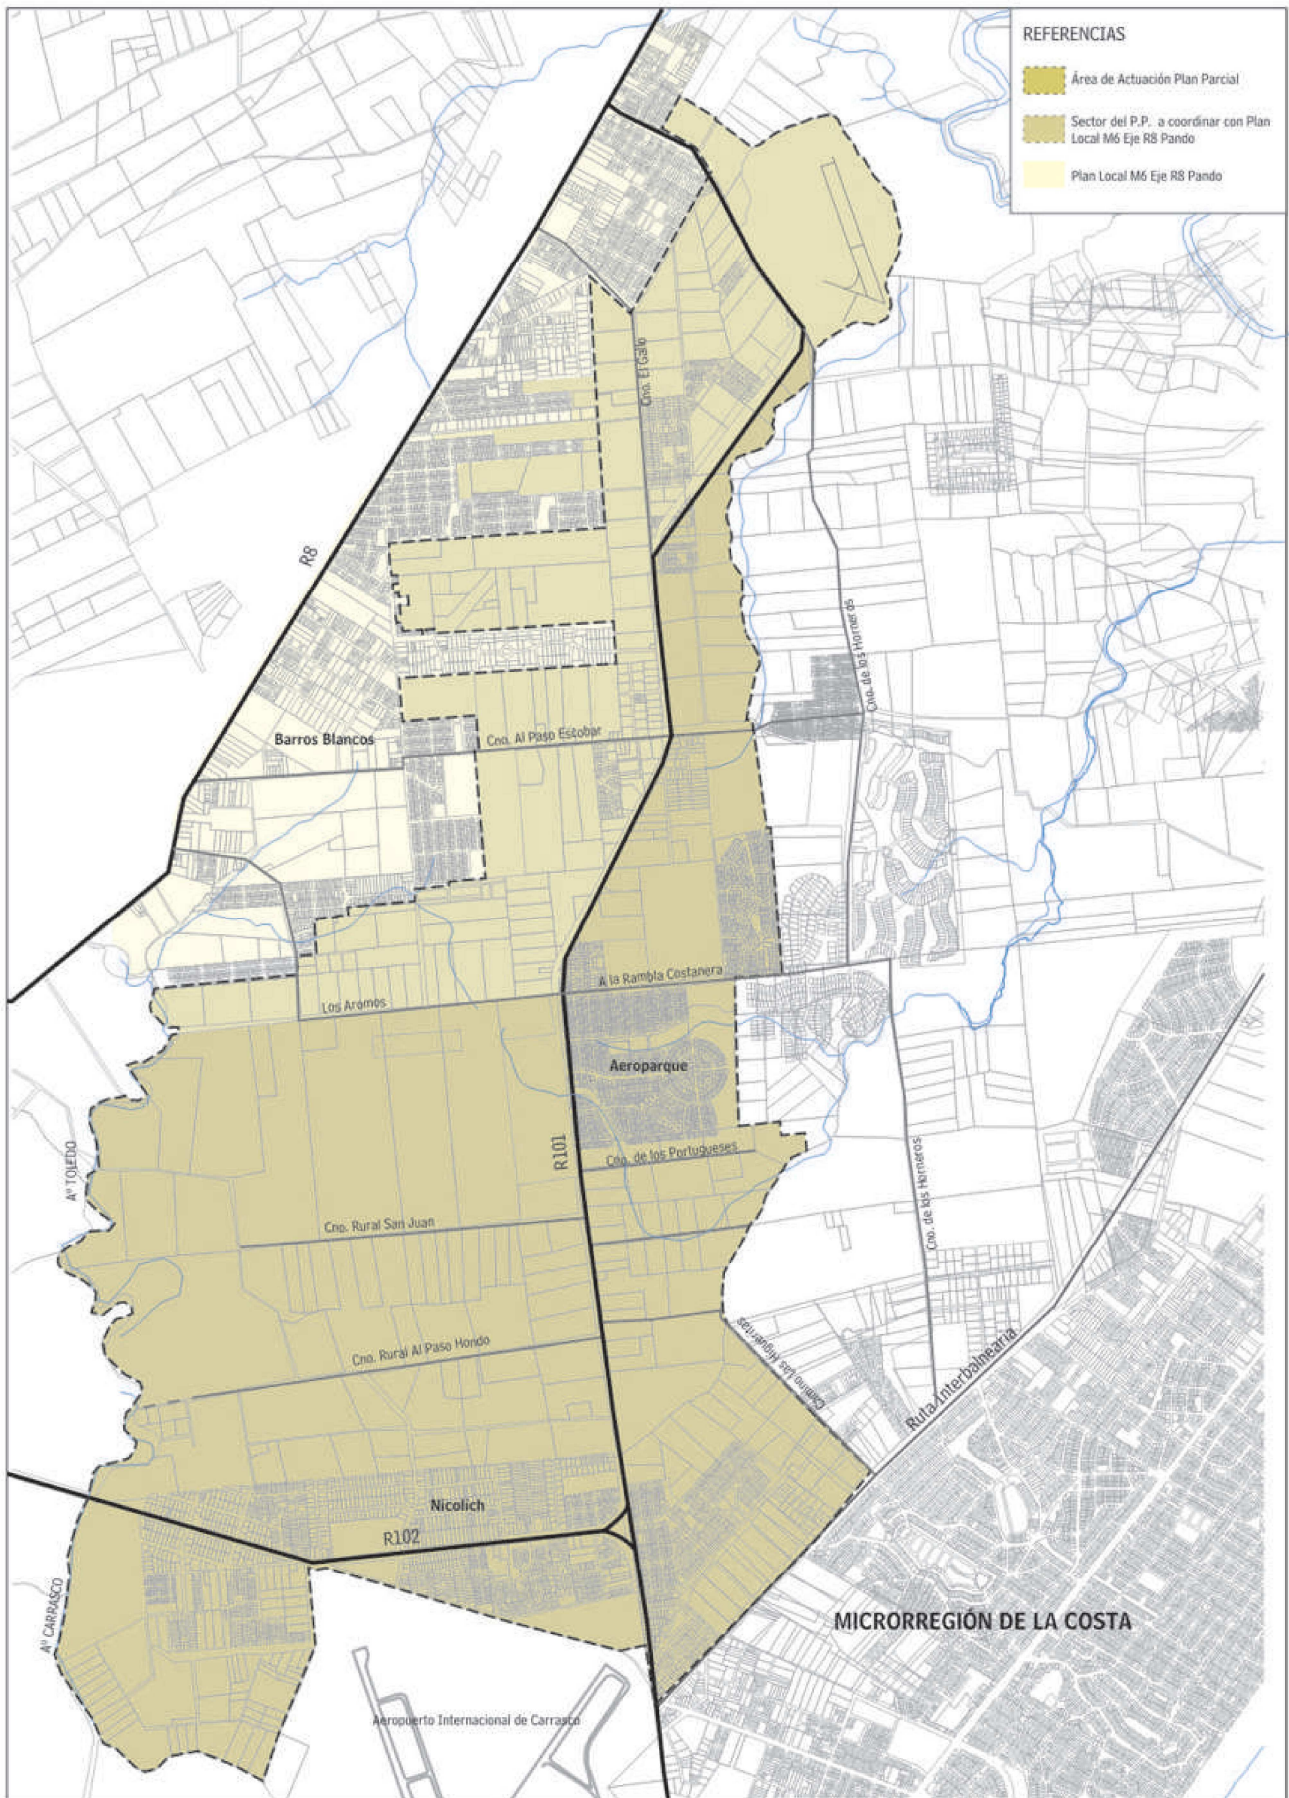 REFERENCIAS
Área de Actuación Plan Parcial
Sector del P.P. a coordinar con Plan
Local M6 Eje R8 Pando
Plan Local M6 Eje R8 Pando
Cno. El Gallo
R8
Cno. de los Horneros
Barros Blancos
Cno. Al Paso Escobar
A la Rambla Costanera
Los Aromos
Aeroparque
R101
Aº TOLEDO
Cno. de los Portugueses
Cno. de los Horneros
Cno. Rural San Juan
Cno. Rural Al Paso Hondo
Camino Las Higueritas
Ruta Interbalnearia
Nicolich
R102
Aº CARRASCO
MICRORREGIÓN DE LA COSTA
Aeropuerto Internacional de Carrasco